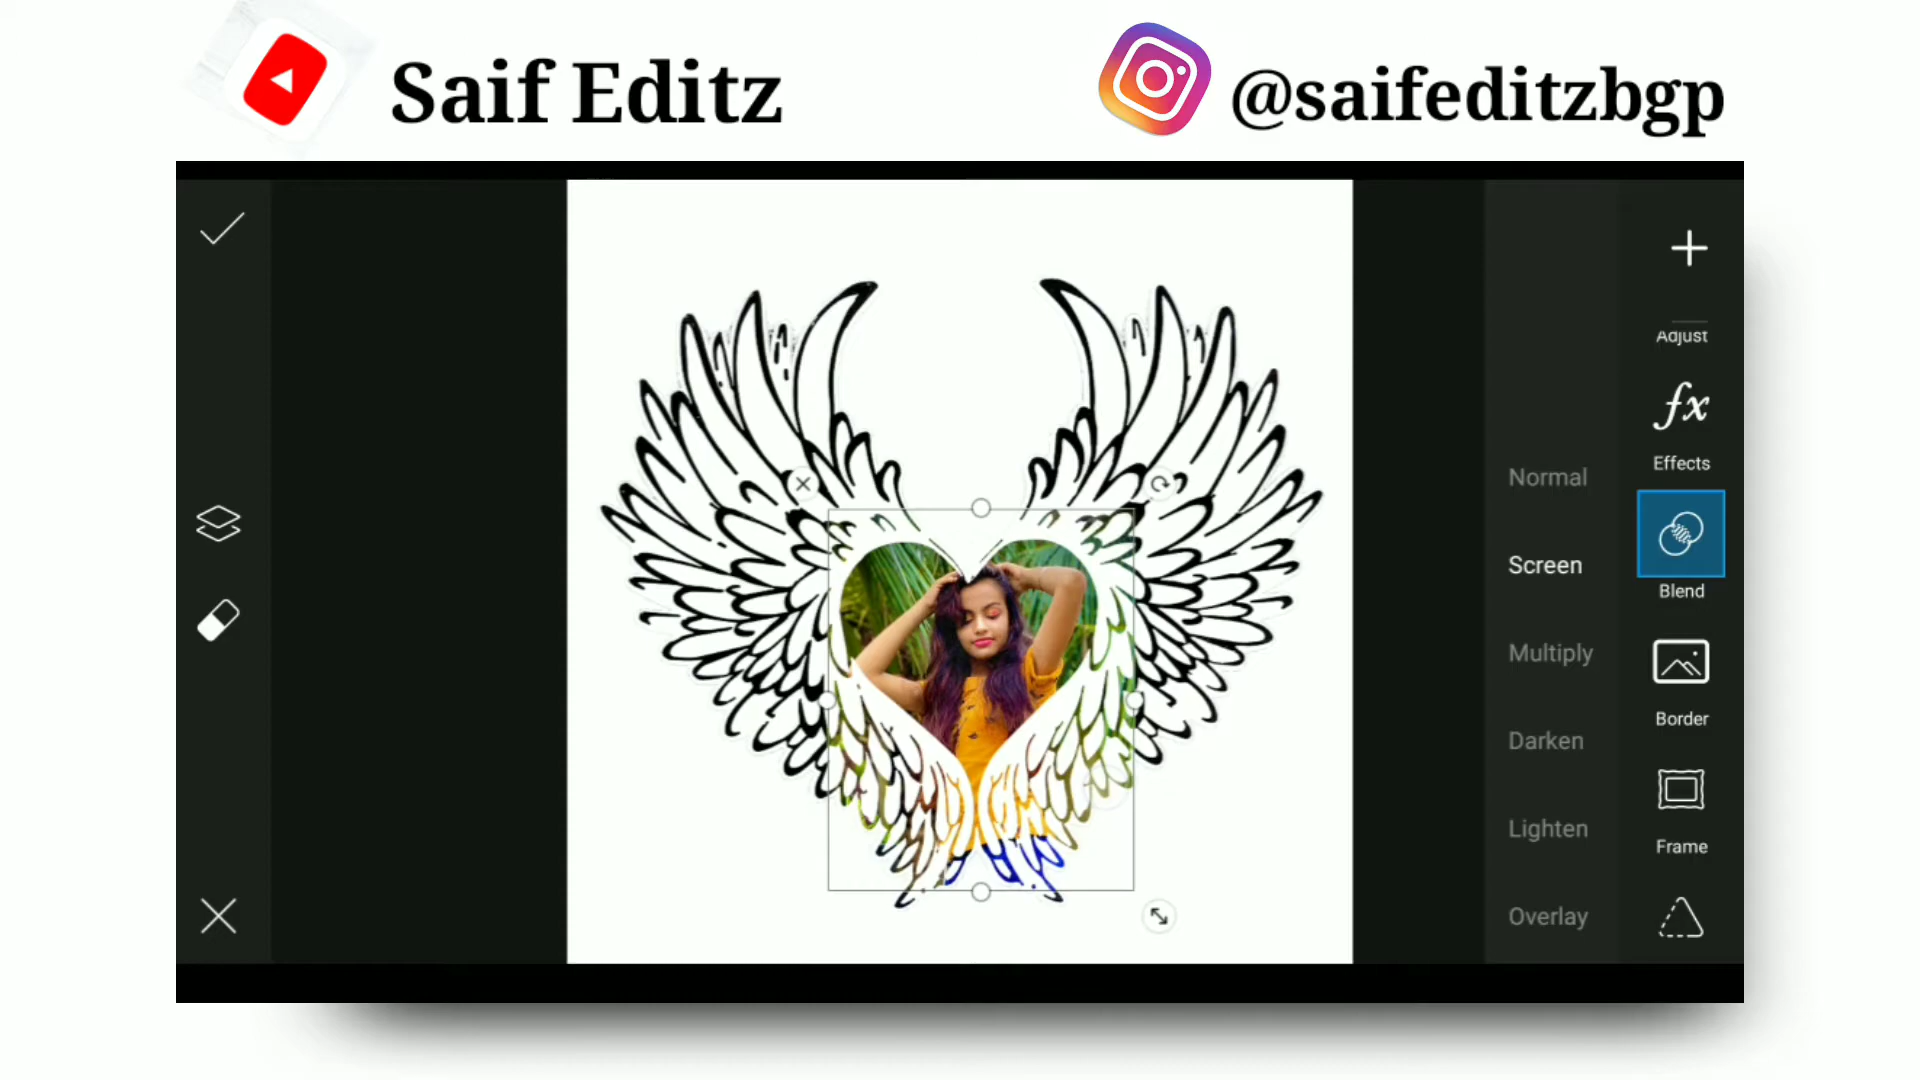 Saif Editz
@saifeditzbgp
Adjust
Effects
Normal
Screen
Blend
Multiply
Border
Darken
Lighten
Frame
Overlay